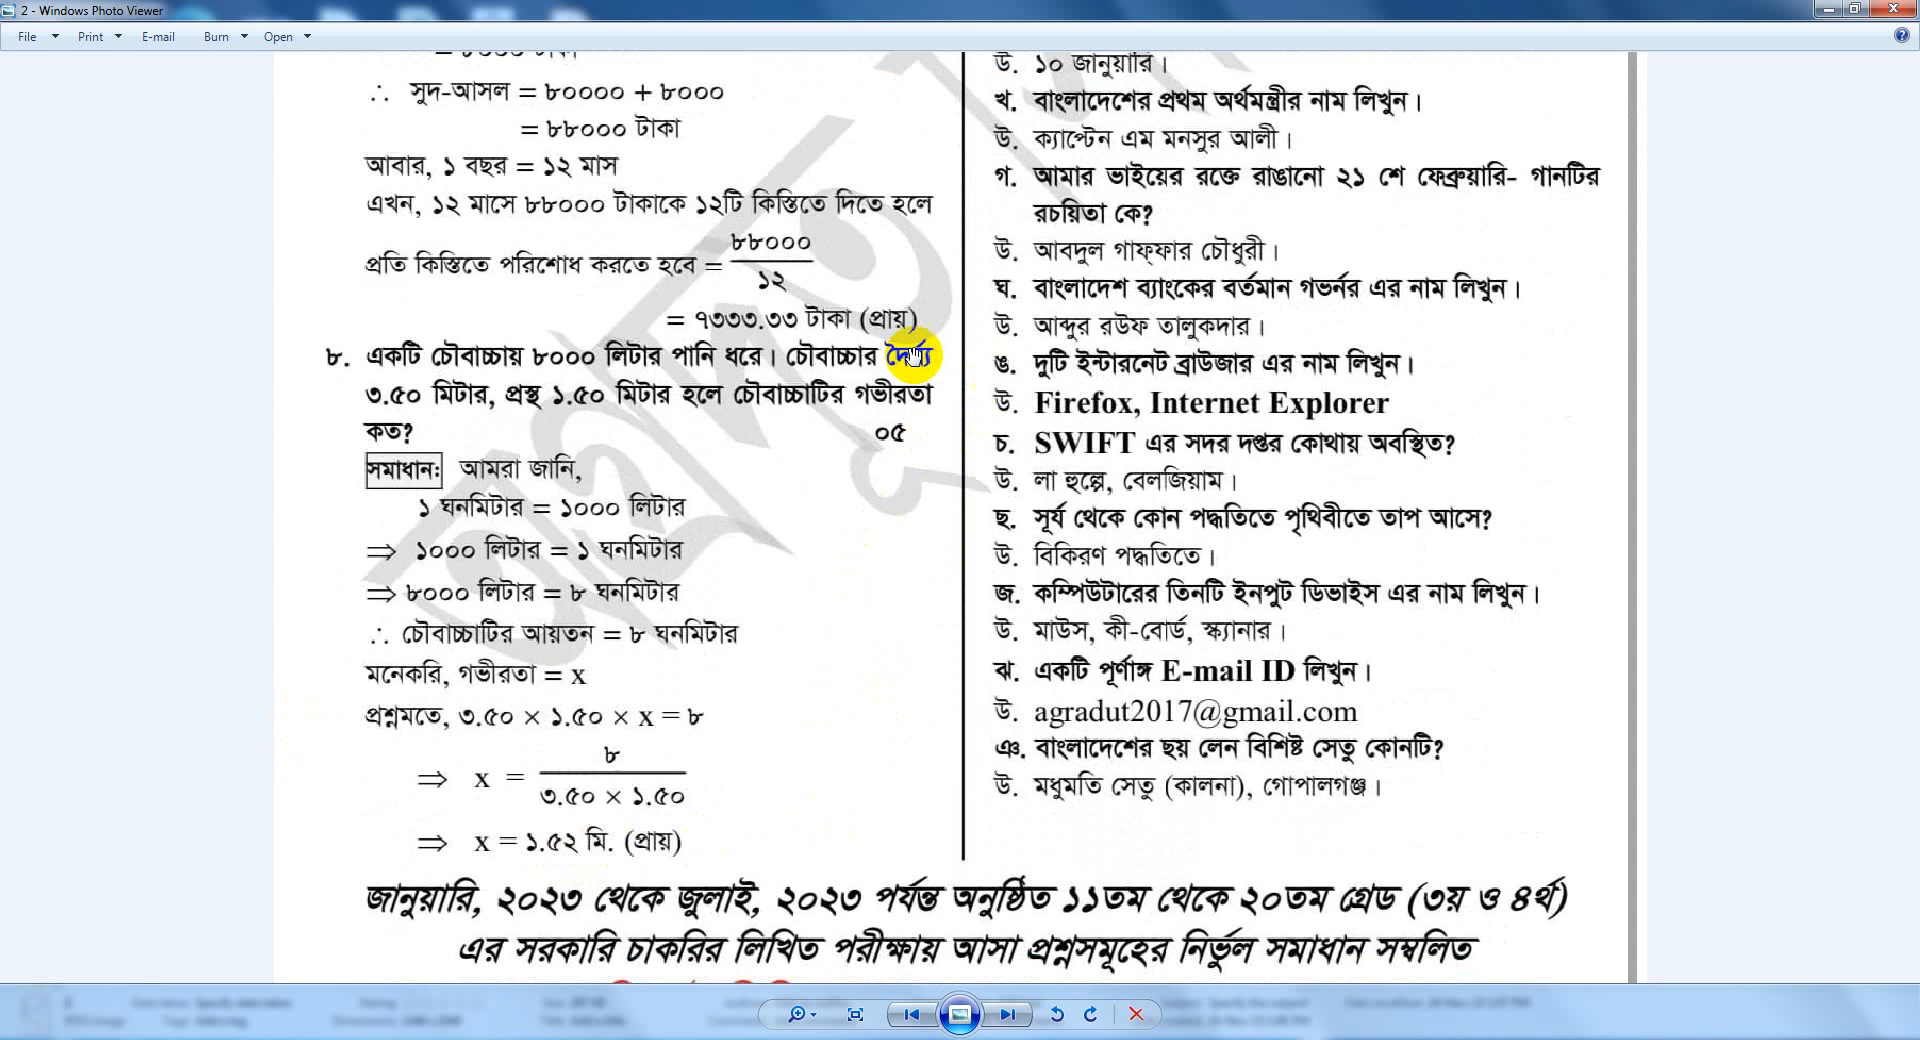 2 - Windows Photo Viewer
File Print E-mail Burn Open
∴ সুদ-আসল = ৮০০০০ + ৮০০০
= ৮৮০০০ টাকা
আবার, ১ বছর = ১২ মাস
এখন, ১২ মাসে ৮৮০০০ টাকাকে ১২টি কিস্তিতে দিতে হলে
প্রতি কিস্তিতে পরিশোধ করতে হবে = ৮৮০০০
১২
= ৭৩৩৩.৩৩ টাকা (প্রায়)
৮. একটি চৌবাচ্চায় ৮০০০ লিটার পানি ধরে। চৌবাচ্চার দৈর্ঘ্য
৩.৫০ মিটার, প্রস্থ ১.৫০ মিটার হলে চৌবাচ্চাটির গভীরতা
কত? ০৫
সমাধান: আমরা জানি,
১ ঘনমিটার = ১০০০ লিটার
⇒ ১০০০ লিটার = ১ ঘনমিটার
⇒ ৮০০০ লিটার = ৮ ঘনমিটার
∴ চৌবাচ্চাটির আয়তন = ৮ ঘনমিটার
মনেকরি, গভীরতা = x
প্রশ্নমতে, ৩.৫০ × ১.৫০ × x = ৮
⇒ x = ৮
৩.৫০ × ১.৫০
⇒ x = ১.৫২ মি. (প্রায়)
উ. ১০ জানুয়ারি।
খ. বাংলাদেশের প্রথম অর্থমন্ত্রীর নাম লিখুন।
উ. ক্যাপ্টেন এম মনসুর আলী।
গ. আমার ভাইয়ের রক্তে রাঙানো ২১ শে ফেব্রুয়ারি- গানটির
রচয়িতা কে?
উ. আবদুল গাফ্ফার চৌধুরী।
ঘ. বাংলাদেশ ব্যাংকের বর্তমান গভর্নর এর নাম লিখুন।
উ. আব্দুর রউফ তালুকদার।
ঙ. দুটি ইন্টারনেট ব্রাউজার এর নাম লিখুন।
উ. Firefox, Internet Explorer
চ. SWIFT এর সদর দপ্তর কোথায় অবস্থিত?
উ. লা হুল্পে, বেলজিয়াম।
ছ. সূর্য থেকে কোন পদ্ধতিতে পৃথিবীতে তাপ আসে?
উ. বিকিরণ পদ্ধতিতে।
জ. কম্পিউটারের তিনটি ইনপুট ডিভাইস এর নাম লিখুন।
উ. মাউস, কী-বোর্ড, স্ক্যানার।
ঝ. একটি পূর্ণাঙ্গ E-mail ID লিখুন।
উ. agradut2017@gmail.com
ঞ. বাংলাদেশের ছয় লেন বিশিষ্ট সেতু কোনটি?
উ. মধুমতি সেতু (কালনা), গোপালগঞ্জ।
জানুয়ারি, ২০২৩ থেকে জুলাই, ২০২৩ পর্যন্ত অনুষ্ঠিত ১১তম থেকে ২০তম গ্রেড (৩য় ও ৪র্থ)
এর সরকারি চাকরির লিখিত পরীক্ষায় আসা প্রশ্নসমূহের নির্ভুল সমাধান সম্বলিত